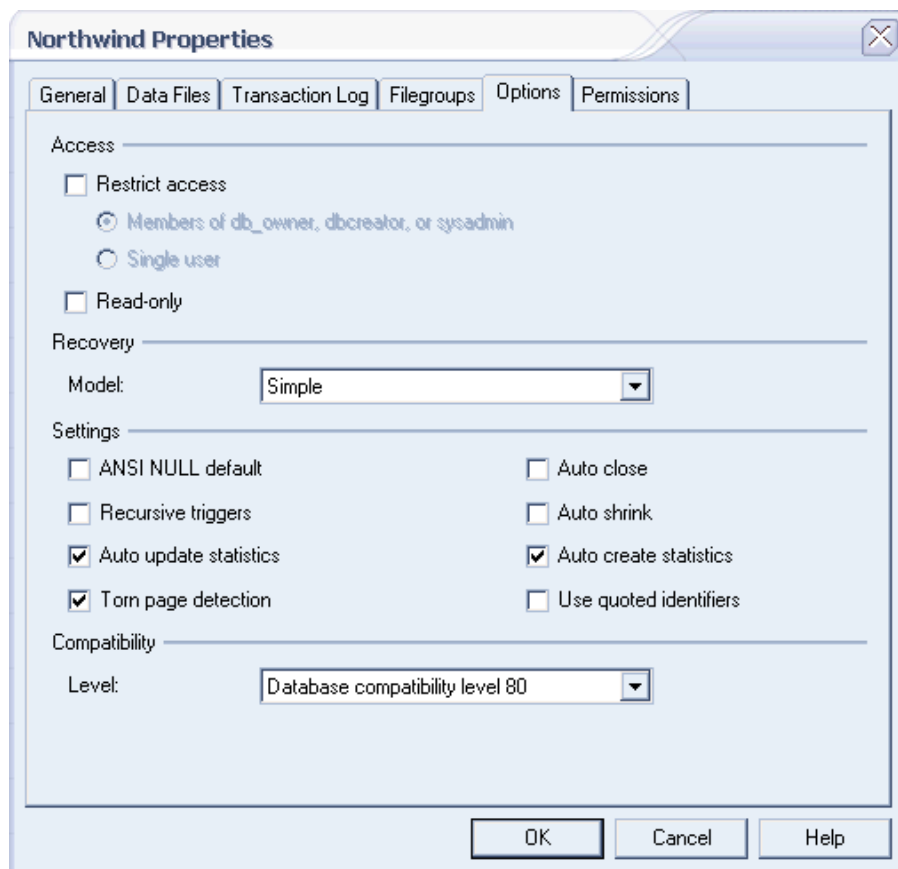 Northwind Properties
General Data Files Transaction Log Filegroups Options Permissions
Access
Restrict access
Members of db_owner, dbcreator, or sysadmin
Single user
Read-only
Recovery
Model: Simple
Settings
ANSI NULL default Auto close
Recursive triggers Auto shrink
Auto update statistics Auto create statistics
Torn page detection Use quoted identifiers
Compatibility
Level: Database compatibility level 80
OK Cancel Help